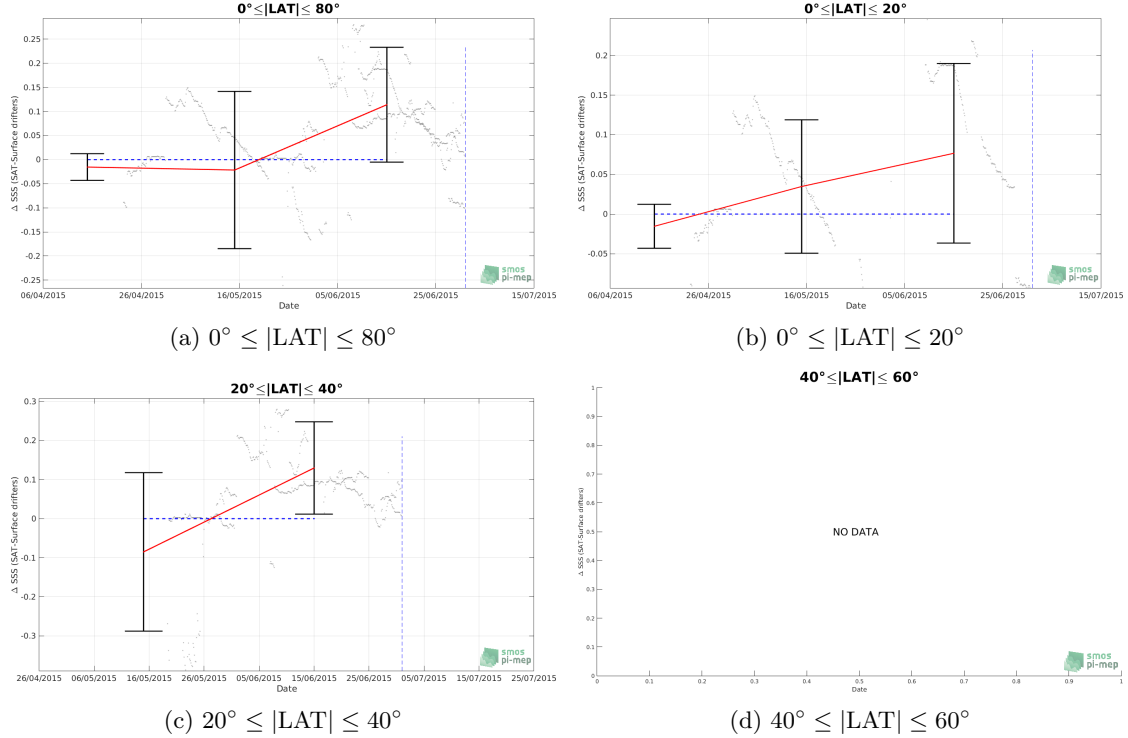 0°≤|LAT|≤ 80°
Δ SSS (SAT-Surface drifters)
0.25
0.2
0.15
0.1
0.05
0
-0.05
-0.1
-0.15
-0.2
-0.25
06/04/2015 26/04/2015 16/05/2015 05/06/2015 25/06/2015 15/07/2015
Date
smos
pi-mep
(a) 0° ≤ |LAT| ≤ 80°
0°≤|LAT|≤ 20°
Δ SSS (SAT-Surface drifters)
0.2
0.15
0.1
0.05
0
-0.05
06/04/2015 26/04/2015 16/05/2015 05/06/2015 25/06/2015 15/07/2015
Date
smos
pi-mep
(b) 0° ≤ |LAT| ≤ 20°
20°≤|LAT|≤ 40°
Δ SSS (SAT-Surface drifters)
0.3
0.2
0.1
0
-0.1
-0.2
-0.3
26/04/2015 06/05/2015 16/05/2015 26/05/2015 05/06/2015 15/06/2015 25/06/2015 05/07/2015 15/07/2015 25/07/2015
Date
smos
pi-mep
(c) 20° ≤ |LAT| ≤ 40°
40°≤|LAT|≤ 60°
Δ SSS (SAT-Surface drifters)
1
0.9
0.8
0.7
0.6
0.5
0.4
0.3
0.2
0.1
0
NO DATA
0 0.1 0.2 0.3 0.4 0.5 0.6 0.7 0.8 0.9 1
Date
smos
pi-mep
(d) 40° ≤ |LAT| ≤ 60°